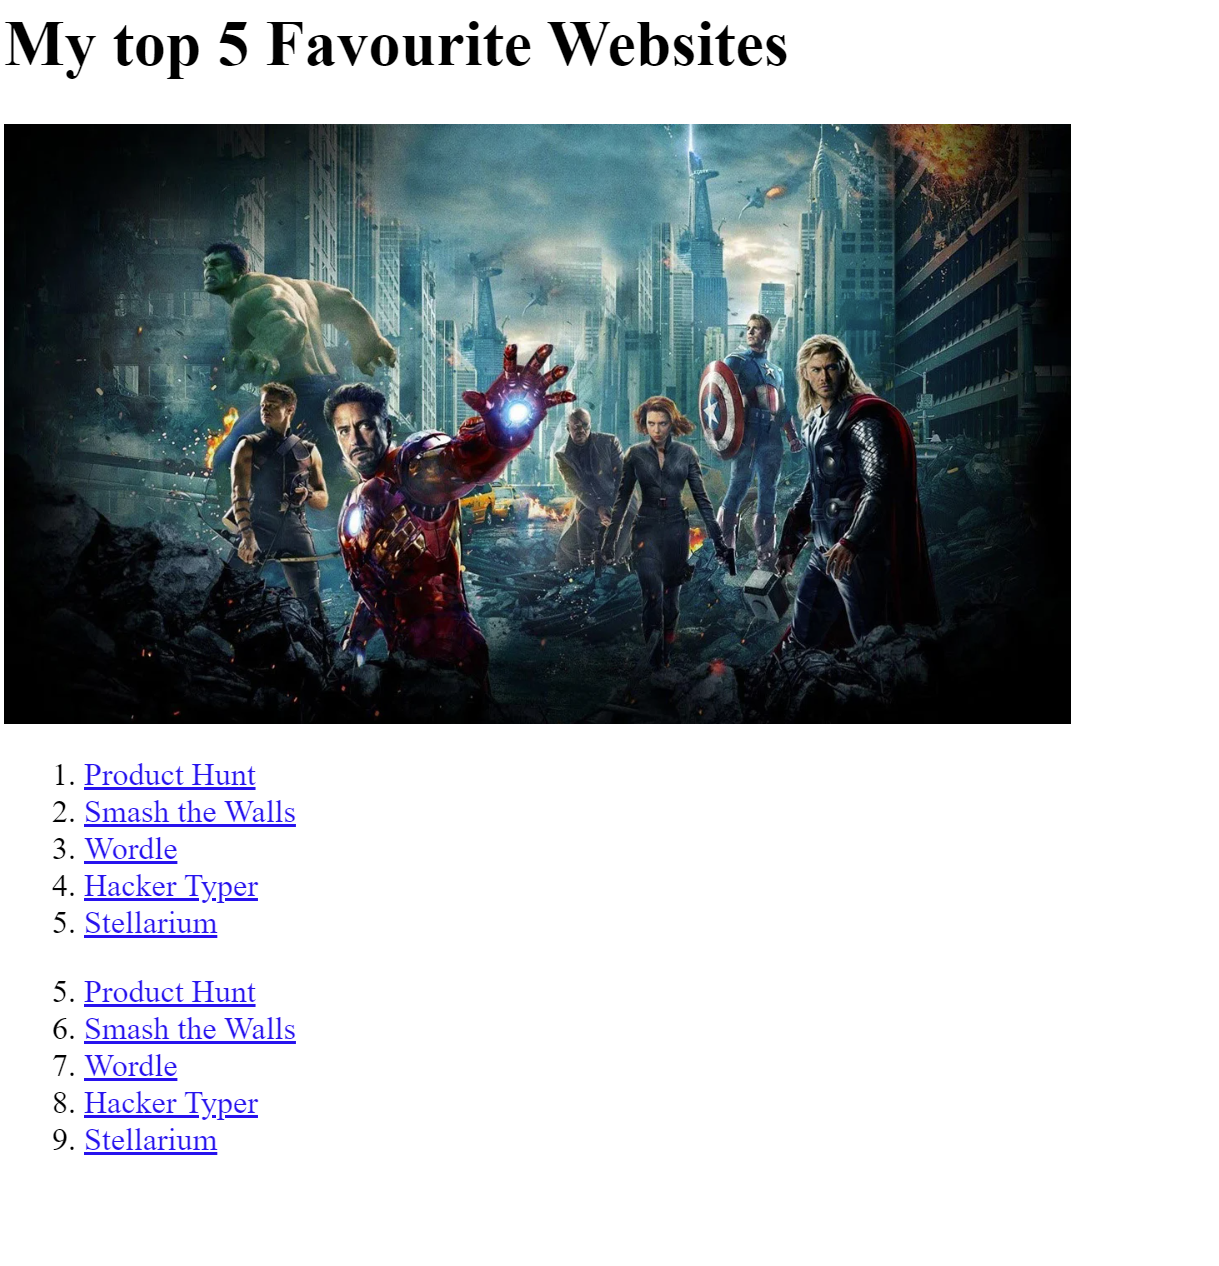 My top 5 Favourite Websites
1. Product Hunt
2. Smash the Walls
3. Wordle
4. Hacker Typer
5. Stellarium
5. Product Hunt
6. Smash the Walls
7. Wordle
8. Hacker Typer
9. Stellarium